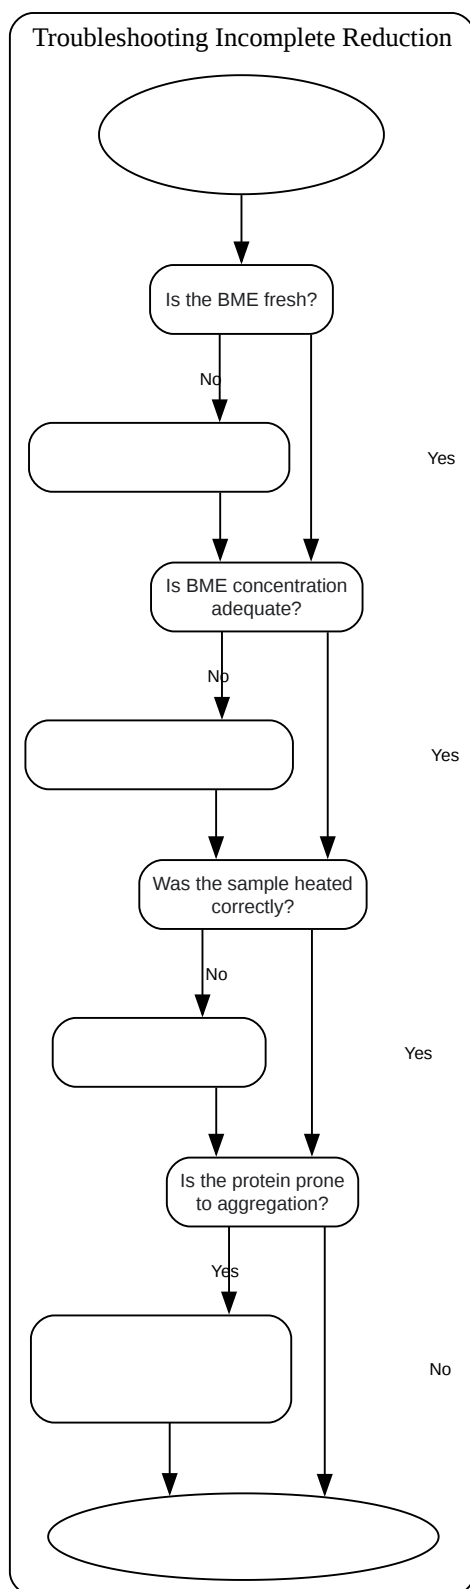 Troubleshooting Incomplete Reduction
Is the BME fresh?
No
Yes
Is BME concentration
adequate?
No
Yes
Was the sample heated
correctly?
No
Yes
Is the protein prone
to aggregation?
Yes
No